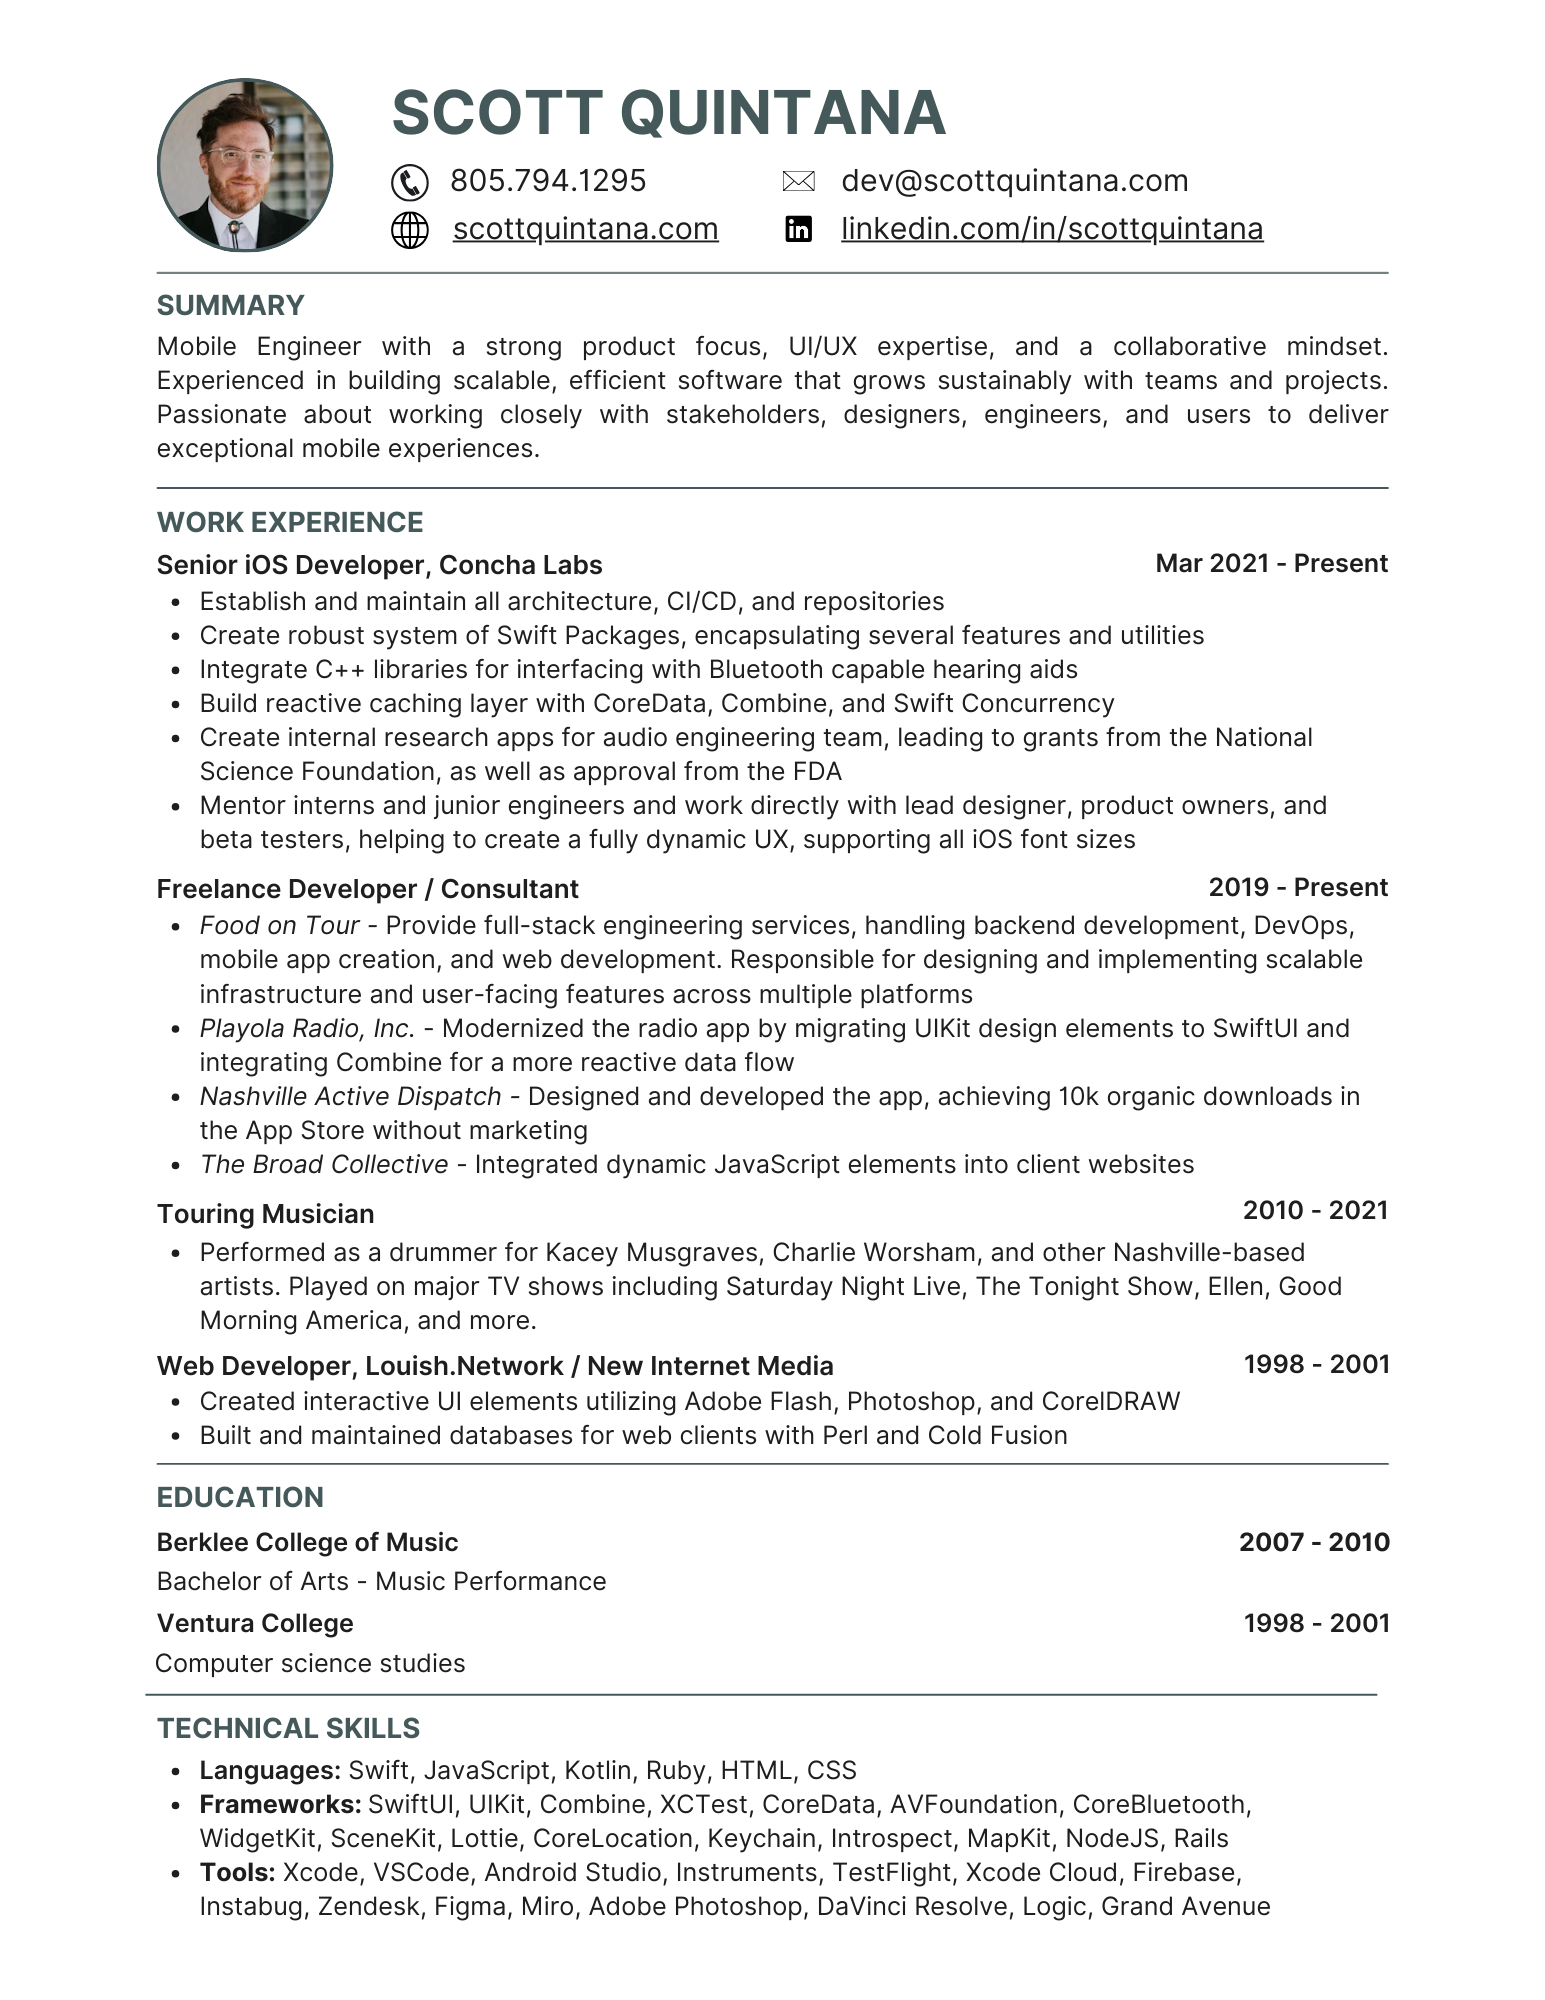 SCOTT QUINTANA
805.794.1295
dev@scottquintana.com
scottquintana.com
linkedin.com/in/scottquintana
SUMMARY
Mobile Engineer with a strong product focus, UI/UX expertise, and a collaborative mindset.
Experienced in building scalable, efficient software that grows sustainably with teams and projects.
Passionate about working closely with stakeholders, designers, engineers, and users to deliver
exceptional mobile experiences.
WORK EXPERIENCE
Senior iOS Developer, Concha Labs Mar 2021 - Present
• Establish and maintain all architecture, CI/CD, and repositories
• Create robust system of Swift Packages, encapsulating several features and utilities
• Integrate C++ libraries for interfacing with Bluetooth capable hearing aids
• Build reactive caching layer with CoreData, Combine, and Swift Concurrency
• Create internal research apps for audio engineering team, leading to grants from the National
Science Foundation, as well as approval from the FDA
• Mentor interns and junior engineers and work directly with lead designer, product owners, and
beta testers, helping to create a fully dynamic UX, supporting all iOS font sizes
Freelance Developer / Consultant 2019 - Present
• Food on Tour - Provide full-stack engineering services, handling backend development, DevOps,
mobile app creation, and web development. Responsible for designing and implementing scalable
infrastructure and user-facing features across multiple platforms
• Playola Radio, Inc. - Modernized the radio app by migrating UIKit design elements to SwiftUI and
integrating Combine for a more reactive data flow
• Nashville Active Dispatch - Designed and developed the app, achieving 10k organic downloads in
the App Store without marketing
• The Broad Collective - Integrated dynamic JavaScript elements into client websites
Touring Musician 2010 - 2021
• Performed as a drummer for Kacey Musgraves, Charlie Worsham, and other Nashville-based
artists. Played on major TV shows including Saturday Night Live, The Tonight Show, Ellen, Good
Morning America, and more.
Web Developer, Louish.Network / New Internet Media 1998 - 2001
• Created interactive UI elements utilizing Adobe Flash, Photoshop, and CorelDRAW
• Built and maintained databases for web clients with Perl and Cold Fusion
EDUCATION
Berklee College of Music 2007 - 2010
Bachelor of Arts - Music Performance
Ventura College 1998 - 2001
Computer science studies
TECHNICAL SKILLS
• Languages: Swift, JavaScript, Kotlin, Ruby, HTML, CSS
• Frameworks: SwiftUI, UIKit, Combine, XCTest, CoreData, AVFoundation, CoreBluetooth,
WidgetKit, SceneKit, Lottie, CoreLocation, Keychain, Introspect, MapKit, NodeJS, Rails
• Tools: Xcode, VSCode, Android Studio, Instruments, TestFlight, Xcode Cloud, Firebase,
Instabug, Zendesk, Figma, Miro, Adobe Photoshop, DaVinci Resolve, Logic, Grand Avenue